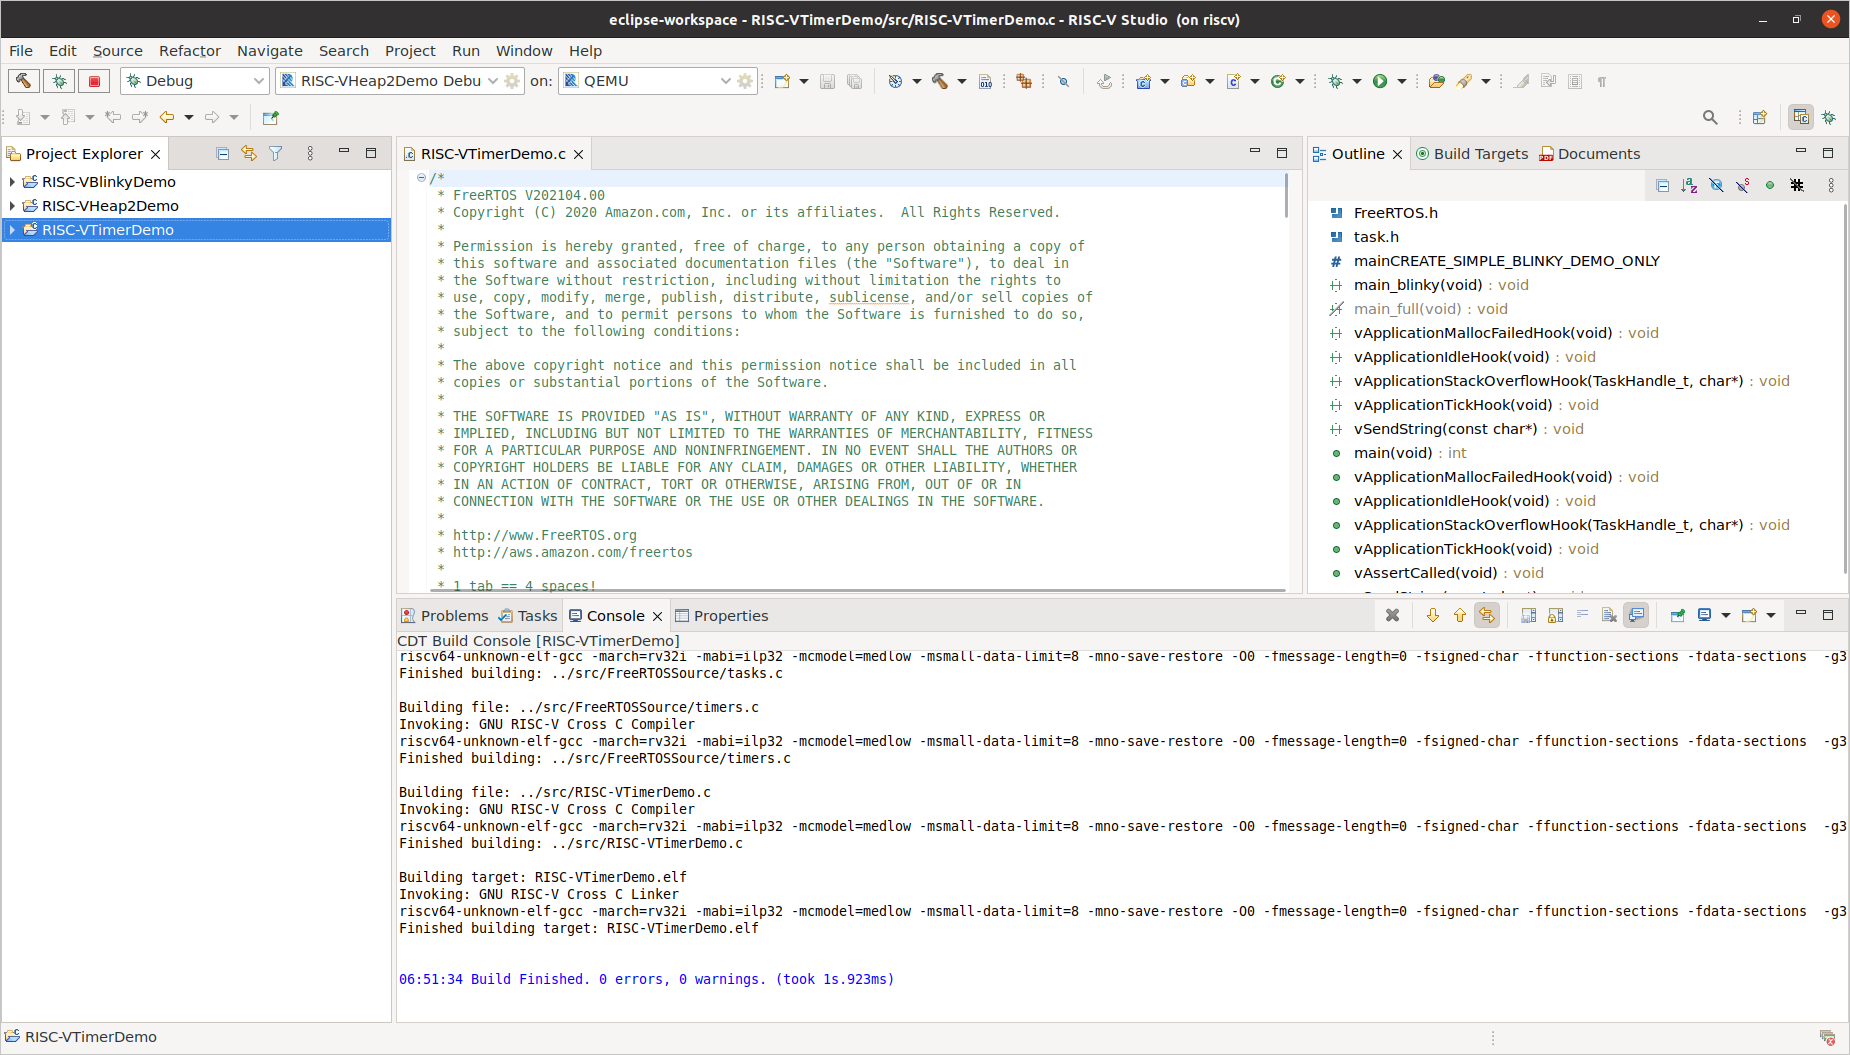 eclipse-workspace - RISC-VTimerDemo/src/RISC-VTimerDemo.c - RISC-V Studio  (on riscv)
File Edit Source Refactor Navigate Search Project Run Window Help
Debug RISC-VHeap2Demo Debu on: QEMU
Project Explorer
RISC-VBlinkyDemo
RISC-VHeap2Demo
RISC-VTimerDemo
RISC-VTimerDemo.c
/*
 * FreeRTOS V202104.00
 * Copyright (C) 2020 Amazon.com, Inc. or its affiliates.  All Rights Reserved.
 *
 * Permission is hereby granted, free of charge, to any person obtaining a copy of
 * this software and associated documentation files (the "Software"), to deal in
 * the Software without restriction, including without limitation the rights to
 * use, copy, modify, merge, publish, distribute, sublicense, and/or sell copies of
 * the Software, and to permit persons to whom the Software is furnished to do so,
 * subject to the following conditions:
 *
 * The above copyright notice and this permission notice shall be included in all
 * copies or substantial portions of the Software.
 *
 * THE SOFTWARE IS PROVIDED "AS IS", WITHOUT WARRANTY OF ANY KIND, EXPRESS OR
 * IMPLIED, INCLUDING BUT NOT LIMITED TO THE WARRANTIES OF MERCHANTABILITY, FITNESS
 * FOR A PARTICULAR PURPOSE AND NONINFRINGEMENT. IN NO EVENT SHALL THE AUTHORS OR
 * COPYRIGHT HOLDERS BE LIABLE FOR ANY CLAIM, DAMAGES OR OTHER LIABILITY, WHETHER
 * IN AN ACTION OF CONTRACT, TORT OR OTHERWISE, ARISING FROM, OUT OF OR IN
 * CONNECTION WITH THE SOFTWARE OR THE USE OR OTHER DEALINGS IN THE SOFTWARE.
 *
 * http://www.FreeRTOS.org
 * http://aws.amazon.com/freertos
 *
 * 1 tab == 4 spaces!
Outline Build Targets Documents
FreeRTOS.h
task.h
mainCREATE_SIMPLE_BLINKY_DEMO_ONLY
main_blinky(void) : void
main_full(void) : void
vApplicationMallocFailedHook(void) : void
vApplicationIdleHook(void) : void
vApplicationStackOverflowHook(TaskHandle_t, char*) : void
vApplicationTickHook(void) : void
vSendString(const char*) : void
main(void) : int
vApplicationMallocFailedHook(void) : void
vApplicationIdleHook(void) : void
vApplicationStackOverflowHook(TaskHandle_t, char*) : void
vApplicationTickHook(void) : void
vAssertCalled(void) : void
Problems Tasks Console Properties
CDT Build Console [RISC-VTimerDemo]
riscv64-unknown-elf-gcc -march=rv32i -mabi=ilp32 -mcmodel=medlow -msmall-data-limit=8 -mno-save-restore -O0 -fmessage-length=0 -fsigned-char -ffunction-sections -fdata-sections  -g3
Finished building: ../src/FreeRTOSSource/tasks.c
Building file: ../src/FreeRTOSSource/timers.c
Invoking: GNU RISC-V Cross C Compiler
riscv64-unknown-elf-gcc -march=rv32i -mabi=ilp32 -mcmodel=medlow -msmall-data-limit=8 -mno-save-restore -O0 -fmessage-length=0 -fsigned-char -ffunction-sections -fdata-sections  -g3
Finished building: ../src/FreeRTOSSource/timers.c
Building file: ../src/RISC-VTimerDemo.c
Invoking: GNU RISC-V Cross C Compiler
riscv64-unknown-elf-gcc -march=rv32i -mabi=ilp32 -mcmodel=medlow -msmall-data-limit=8 -mno-save-restore -O0 -fmessage-length=0 -fsigned-char -ffunction-sections -fdata-sections  -g3
Finished building: ../src/RISC-VTimerDemo.c
Building target: RISC-VTimerDemo.elf
Invoking: GNU RISC-V Cross C Linker
riscv64-unknown-elf-gcc -march=rv32i -mabi=ilp32 -mcmodel=medlow -msmall-data-limit=8 -mno-save-restore -O0 -fmessage-length=0 -fsigned-char -ffunction-sections -fdata-sections  -g3
Finished building target: RISC-VTimerDemo.elf
06:51:34 Build Finished. 0 errors, 0 warnings. (took 1s.923ms)
RISC-VTimerDemo